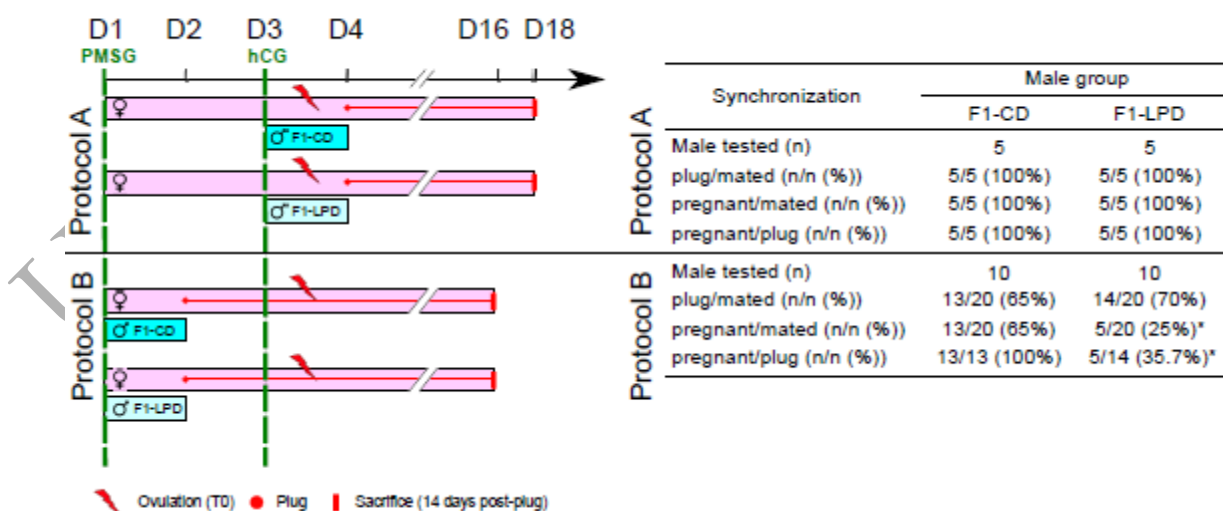 D1 D2 D3 D4 D16 D18
PMSG hCG
Protocol A
♀
♂ F1-CD
♀
♂ F1-LPD
Protocol B
♀
♂ F1-CD
♀
♂ F1-LPD
Ovulation (T0) Plug Sacrifice (14 days post-plug)
Synchronization Male group
F1-CD F1-LPD
Protocol A
Male tested (n) 5 5
plug/mated (n/n (%)) 5/5 (100%) 5/5 (100%)
pregnant/mated (n/n (%)) 5/5 (100%) 5/5 (100%)
pregnant/plug (n/n (%)) 5/5 (100%) 5/5 (100%)
Protocol B
Male tested (n) 10 10
plug/mated (n/n (%)) 13/20 (65%) 14/20 (70%)
pregnant/mated (n/n (%)) 13/20 (65%) 5/20 (25%)*
pregnant/plug (n/n (%)) 13/13 (100%) 5/14 (35.7%)*